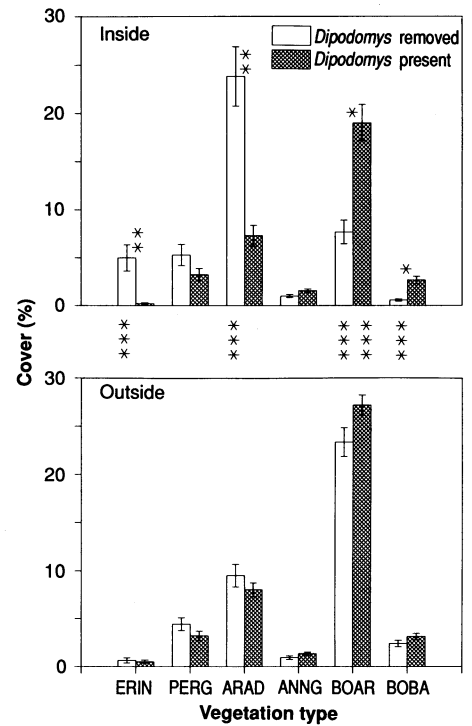 Inside
Dipodomys removed
Dipodomys present
30
20
10
0
**
**
*
*
*** *** *** *** ***
Cover (%)
Outside
30
20
10
0
ERIN PERG ARAD ANNG BOAR BOBA
Vegetation type